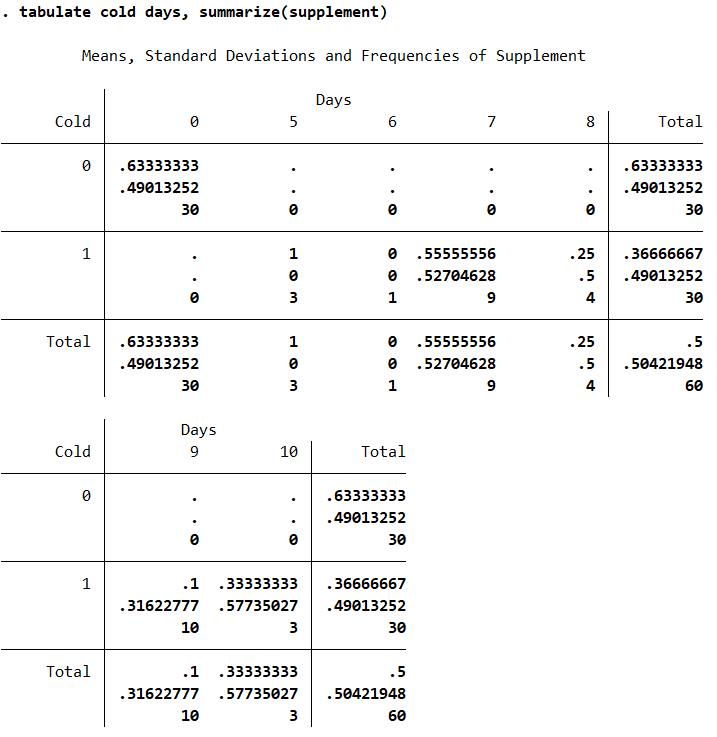 . tabulate cold days, summarize(supplement)
Means, Standard Deviations and Frequencies of Supplement
Days
Cold 0 5 6 7 8 Total
0 .63333333 . . . . .63333333
.49013252 . . . . .49013252
30 0 0 0 0 30
1 . 1 0 .55555556 .25 .36666667
. 0 0 .52704628 .5 .49013252
0 3 1 9 4 30
Total .63333333 1 0 .55555556 .25 .5
.49013252 0 0 .52704628 .5 .50421948
30 3 1 9 4 60
Days
Cold 9 10 Total
0 . . .63333333
. . .49013252
0 0 30
1 .1 .33333333 .36666667
.31622777 .57735027 .49013252
10 3 30
Total .1 .33333333 .5
.31622777 .57735027 .50421948
10 3 60